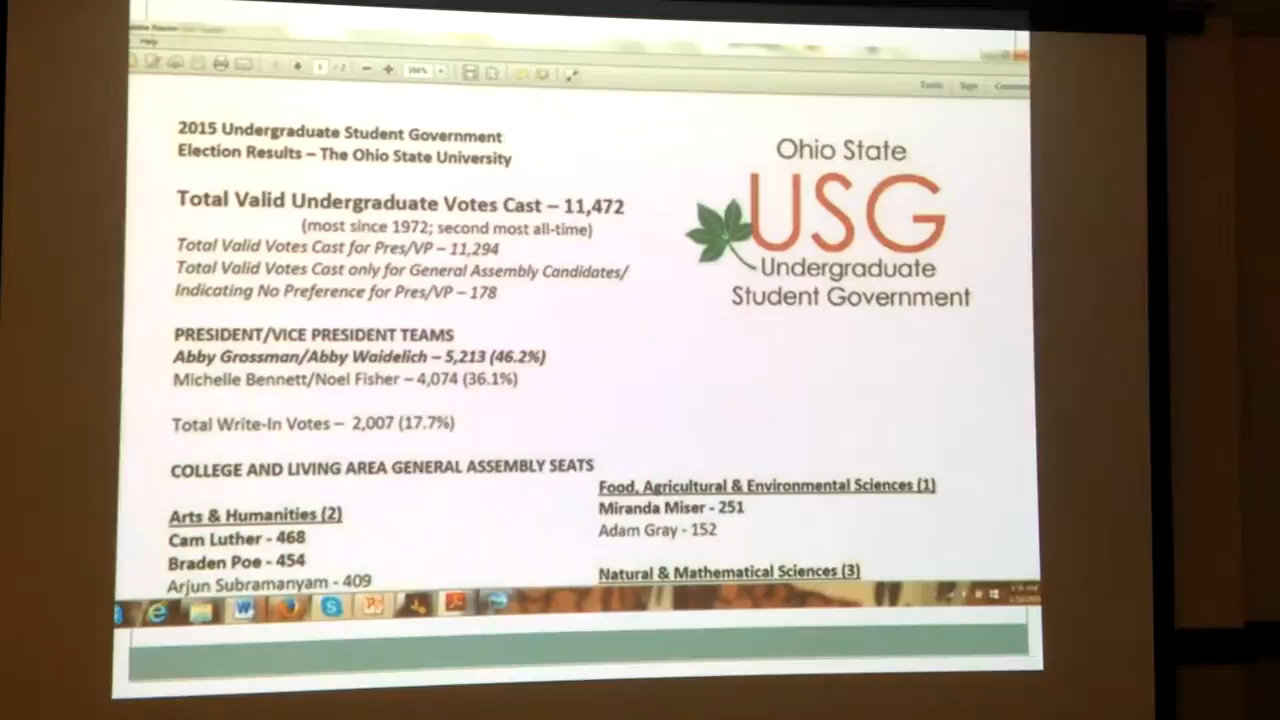 Help
1 / 2
Tools
Sign
2015 Undergraduate Student Government
Election Results – The Ohio State University
Total Valid Undergraduate Votes Cast – 11,472
(most since 1972; second most all-time)
Total Valid Votes Cast for Pres/VP – 11,294
Total Valid Votes Cast only for General Assembly Candidates/
Indicating No Preference for Pres/VP – 178
Ohio State
USG
Undergraduate
Student Government
PRESIDENT/VICE PRESIDENT TEAMS
Abby Grossman/Abby Waidelich – 5,213 (46.2%)
Michelle Bennett/Noel Fisher – 4,074 (36.1%)
Total Write-In Votes – 2,007 (17.7%)
COLLEGE AND LIVING AREA GENERAL ASSEMBLY SEATS
Arts & Humanities (2)
Cam Luther - 468
Braden Poe - 454
Arjun Subramanyam - 409
Food, Agricultural & Environmental Sciences (1)
Miranda Miser - 251
Adam Gray - 152
Natural & Mathematical Sciences (3)